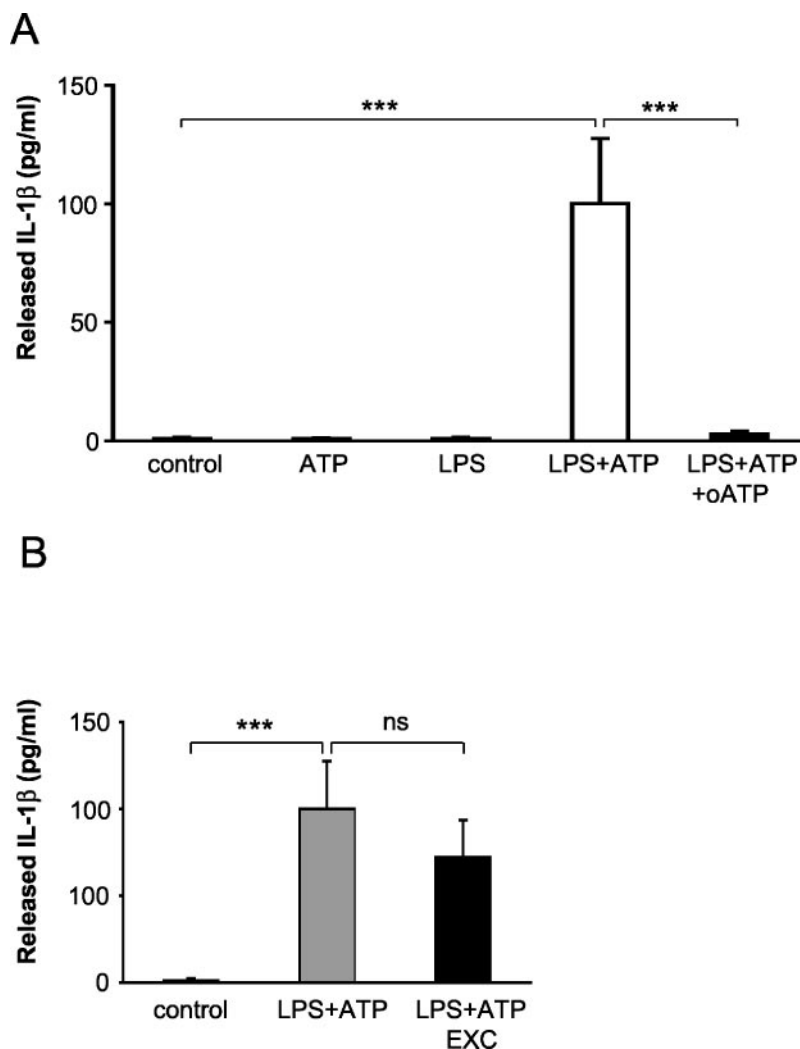 A
Released IL-1β (pg/ml)
150
100
50
0
***
***
control
ATP
LPS
LPS+ATP
LPS+ATP
+oATP
B
Released IL-1β (pg/ml)
150
100
100
0
***
ns
control
LPS+ATP
LPS+ATP
EXC